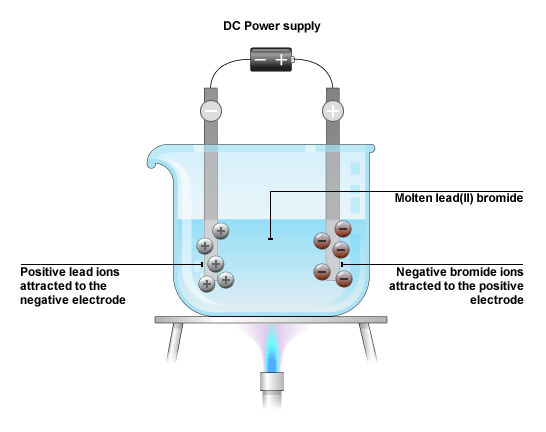 DC Power supply
− +
− +
Molten lead(II) bromide
+ −
+ −
+ −
Positive lead ions
attracted to the
negative electrode
Negative bromide ions
attracted to the positive
electrode
+ −
+ −